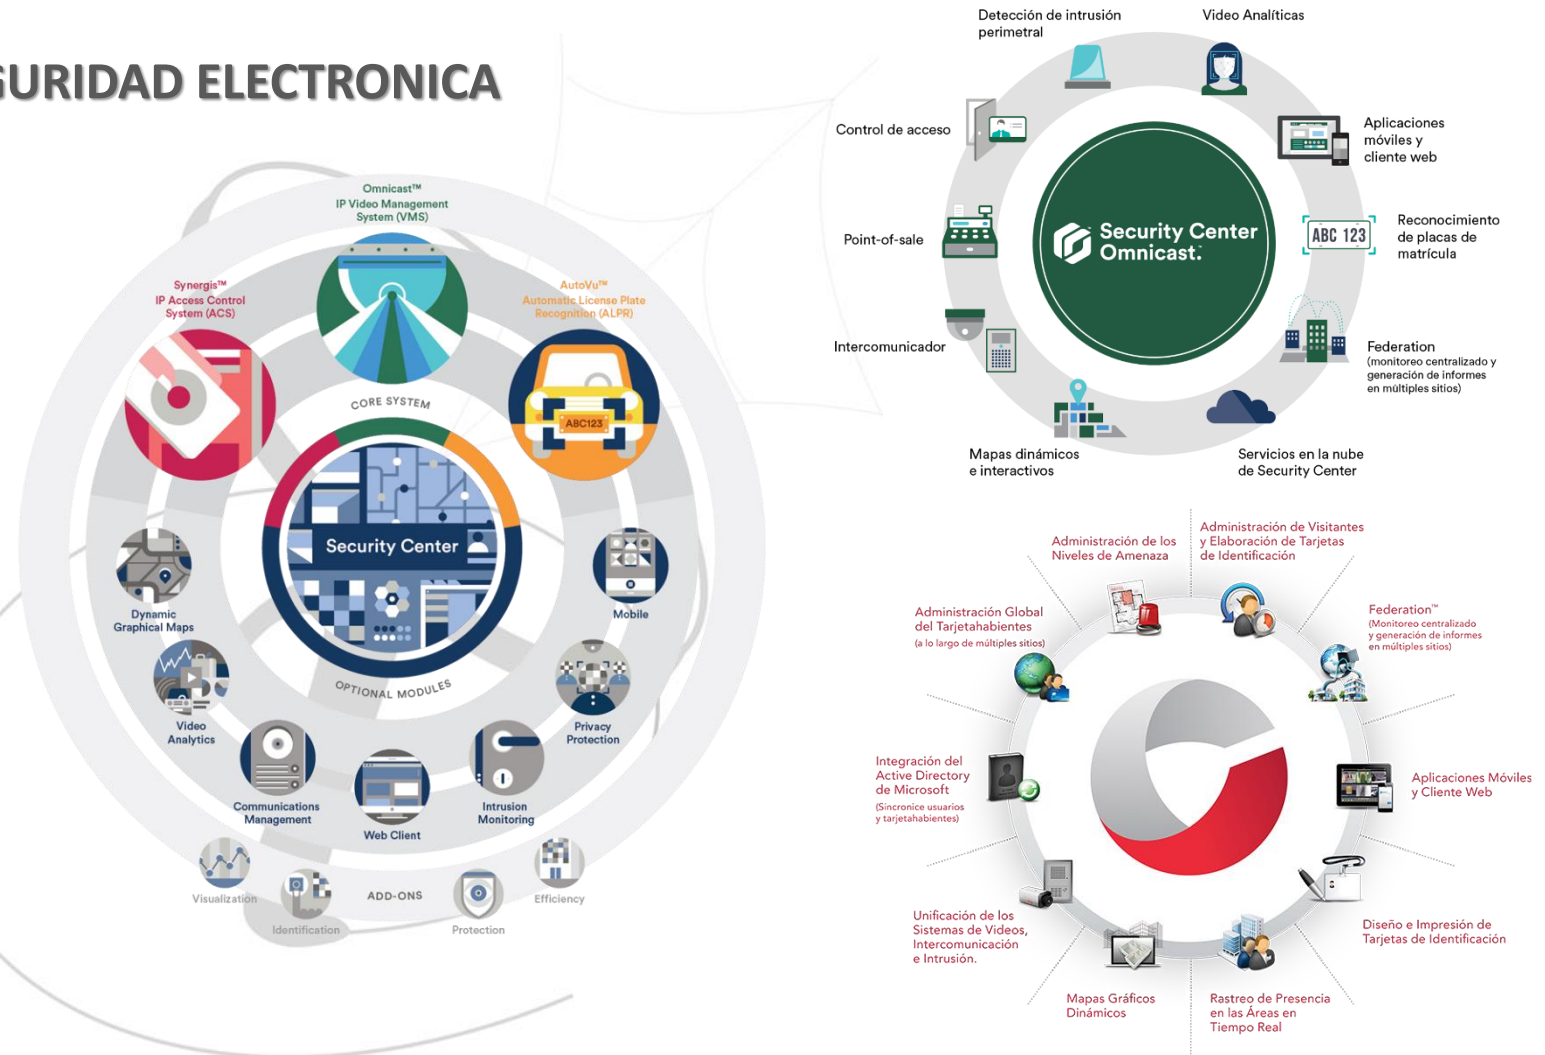 GURIDAD ELECTRONICA
Omnicast™
IP Video Management
System (VMS)
Synergis™
IP Access Control
System (ACS)
AutoVu™
Automatic License Plate
Recognition (ALPR)
ABC123
CORE SYSTEM
Security Center
OPTIONAL MODULES
Dynamic
Graphical Maps
Mobile
Video
Analytics
Privacy
Protection
Communications
Management
Web Client
Intrusion
Monitoring
Visualization
Identification
ADD-ONS
Protection
Efficiency
Detección de intrusión
perimetral
Video Analíticas
Control de acceso
Aplicaciones
móviles y
cliente web
Point-of-sale
Security Center
Omnicast.
ABC 123
Reconocimiento
de placas de
matrícula
Intercomunicador
Federation
(monitoreo centralizado y
generación de informes
en múltiples sitios)
Mapas dinámicos
e interactivos
Servicios en la nube
de Security Center
Administración de los
Niveles de Amenaza
Administración de Visitantes
y Elaboración de Tarjetas
de Identificación
Administración Global
del Tarjetahabientes
(a lo largo de múltiples sitios)
Federation™
(Monitoreo centralizado
y generación de informes
en múltiples sitios)
Integración del
Active Directory
de Microsoft
(Sincronice usuarios
y tarjetahabientes)
Aplicaciones Móviles
y Cliente Web
Unificación de los
Sistemas de Videos,
Intercomunicación
e Intrusión.
Diseño e Impresión de
Tarjetas de Identificación
Mapas Gráficos
Dinámicos
Rastreo de Presencia
en las Áreas en
Tiempo Real